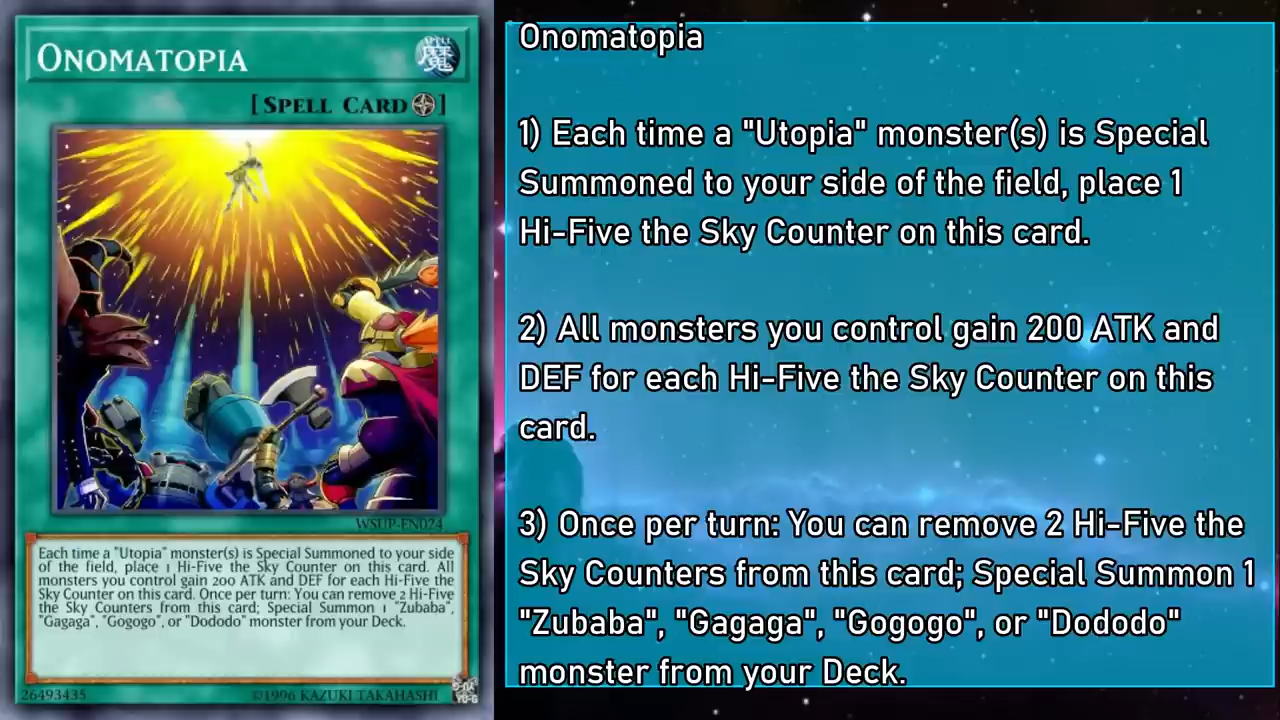 ONOMATOPIA
SPELL
魔
[SPELL CARD]
WSUP-EN024
Each time a "Utopia" monster(s) is Special Summoned to your side
of the field, place 1 Hi-Five the Sky Counter on this card. All
monsters you control gain 200 ATK and DEF for each Hi-Five the
Sky Counter on this card. Once per turn: You can remove 2 Hi-Five
the Sky Counters from this card; Special Summon 1 "Zubaba",
"Gagaga", "Gogogo", or "Dododo" monster from your Deck.
26493435
©1996 KAZUKI TAKAHASHI
Onomatopia
1) Each time a "Utopia" monster(s) is Special
Summoned to your side of the field, place 1
Hi-Five the Sky Counter on this card.
2) All monsters you control gain 200 ATK and
DEF for each Hi-Five the Sky Counter on this
card.
3) Once per turn: You can remove 2 Hi-Five the
Sky Counters from this card; Special Summon 1
"Zubaba", "Gagaga", "Gogogo", or "Dododo"
monster from your Deck.